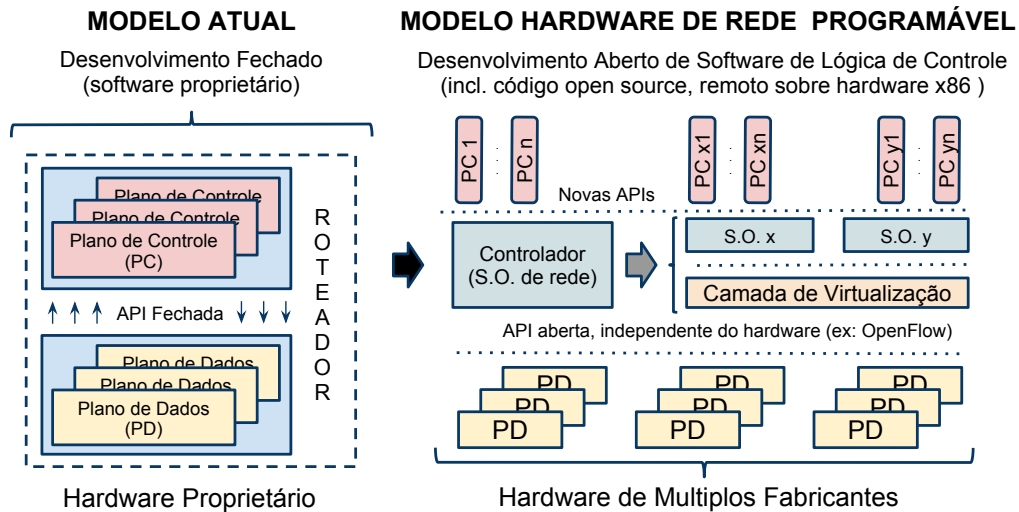 MODELO ATUAL
Desenvolvimento Fechado
(software proprietário)
Plano de Controle
Plano de Controle
Plano de Controle
(PC)
API Fechada
Plano de Dados
Plano de Dados
Plano de Dados
(PD)
R
O
T
E
A
D
O
R
Hardware Proprietário
MODELO HARDWARE DE REDE PROGRAMÁVEL
Desenvolvimento Aberto de Software de Lógica de Controle
(incl. código open source, remoto sobre hardware x86 )
PC 1
PC n
PC x1
PC xn
PC y1
PC yn
Novas APIs
Controlador
(S.O. de rede)
S.O. x
S.O. y
Camada de Virtualização
API aberta, independente do hardware (ex: OpenFlow)
PD
PD
PD
PD
PD
PD
PD
PD
PD
Hardware de Multiplos Fabricantes